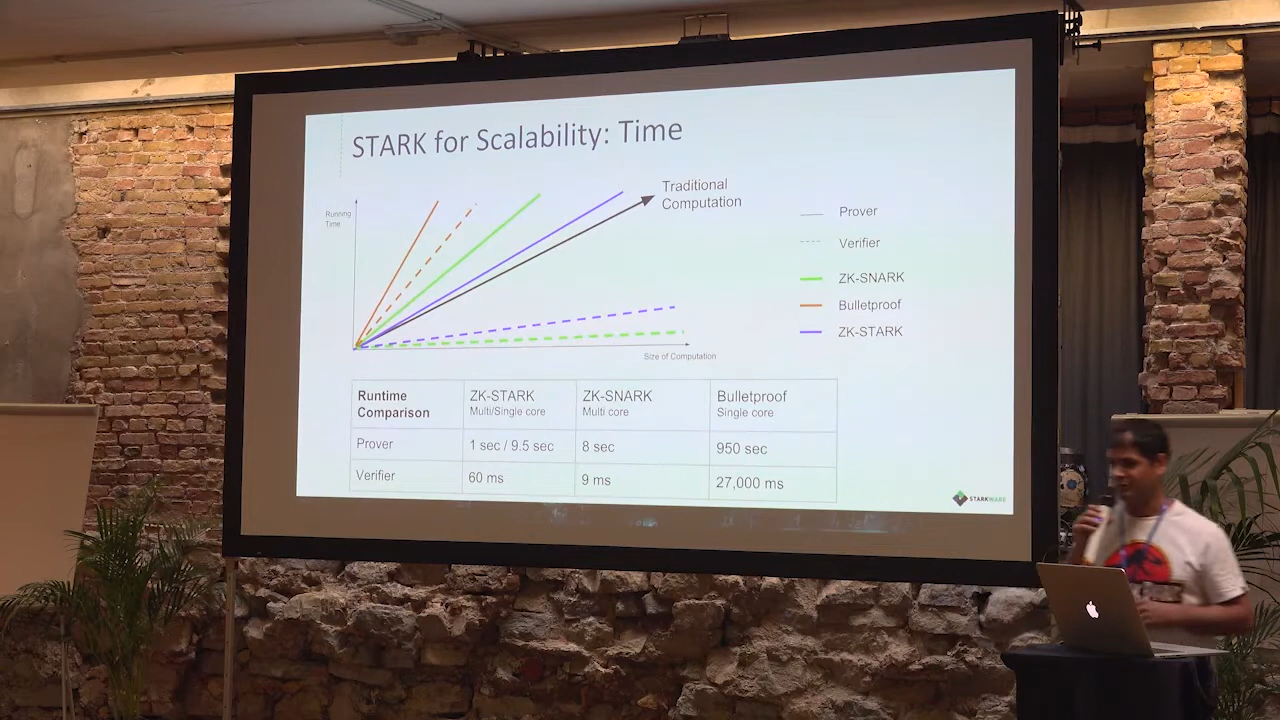 STARK for Scalability: Time
Running
Time
Traditional
Computation
Size of Computation
Prover
Verifier
ZK-SNARK
Bulletproof
ZK-STARK
Runtime
Comparison
ZK-STARK
Multi/Single core
ZK-SNARK
Multi core
Bulletproof
Single core
Prover
1 sec / 9.5 sec
8 sec
950 sec
Verifier
60 ms
9 ms
27,000 ms
STARKWARE